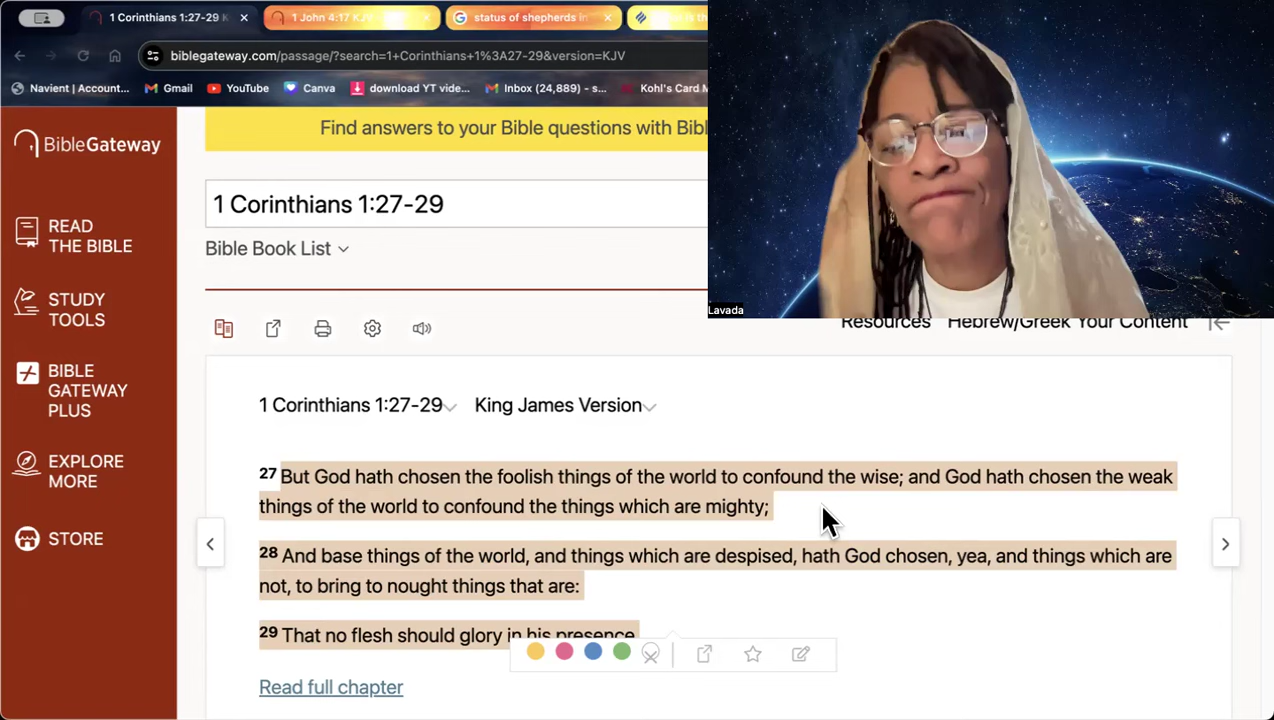 1 Corinthians 1:27-29
1 John 4:17 KJV
status of shepherds in
biblegateway.com/passage/?search=1+Corinthians+1%3A27-29&version=KJV
Navient | Account...
Gmail
YouTube
Canva
download YT vide...
Inbox (24,889) - s...
Kohl's Card M
BibleGateway
Find answers to your Bible questions with Bibl
READ
THE BIBLE
1 Corinthians 1:27-29
Bible Book List
STUDY
TOOLS
Lavada
Resources Hebrew/Greek Your Content
BIBLE
GATEWAY
PLUS
1 Corinthians 1:27-29 King James Version
EXPLORE
MORE
27 But God hath chosen the foolish things of the world to confound the wise; and God hath chosen the weak
things of the world to confound the things which are mighty;
STORE
28 And base things of the world, and things which are despised, hath God chosen, yea, and things which are
not, to bring to nought things that are:
29 That no flesh should glory in his presence.
Read full chapter